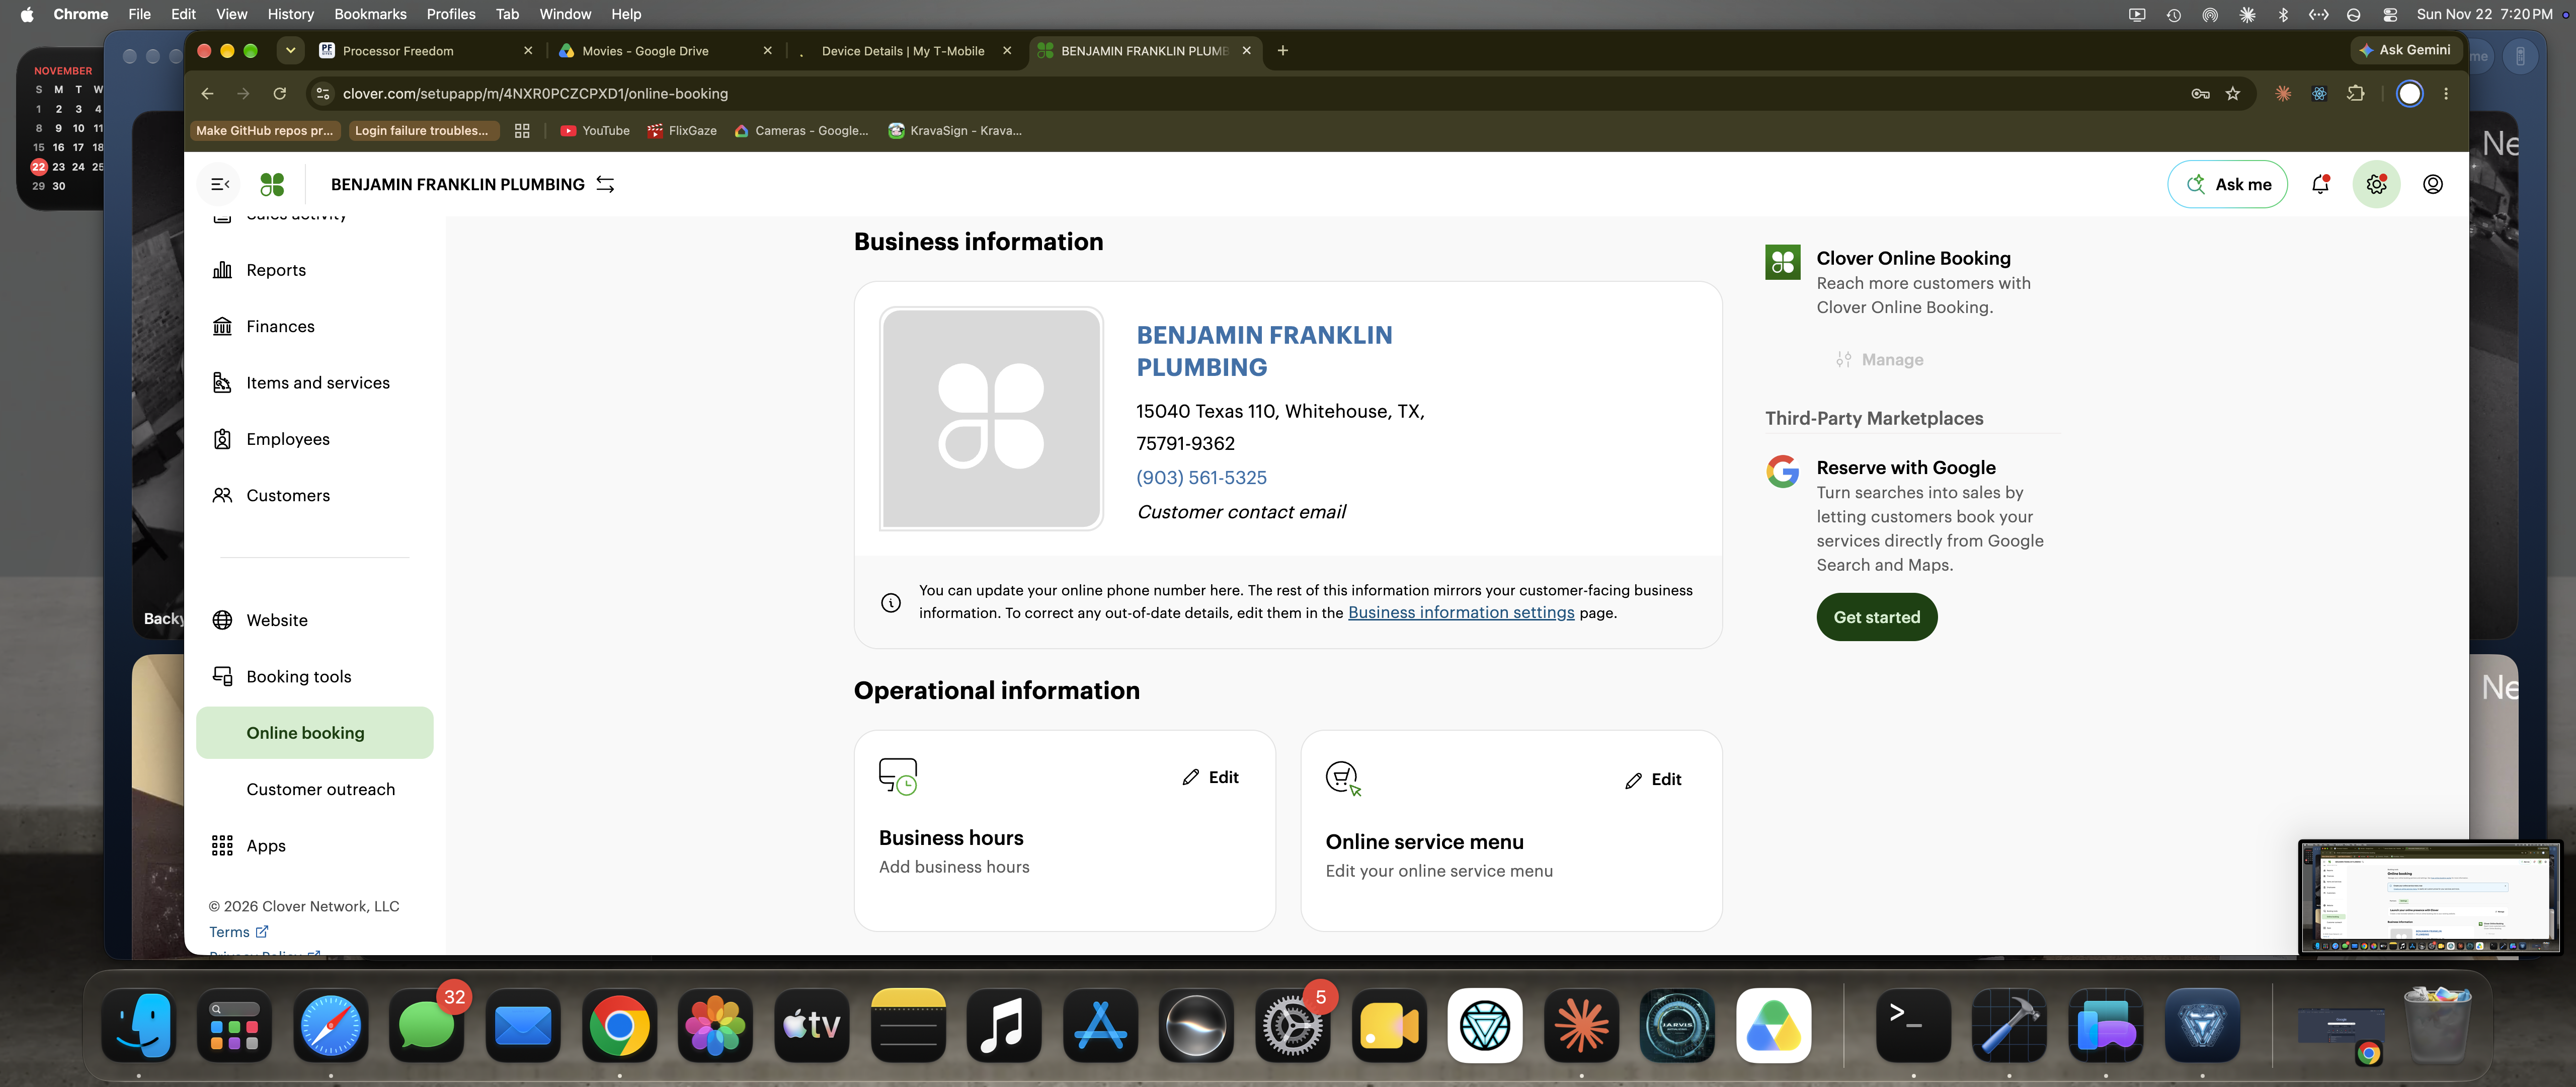 Chrome File Edit View History Bookmarks Profiles Tab Window Help
Sun Nov 22 7:20 PM
NOVEMBER
S M T W
1 2 3 4
8 9 10 11
15 16 17 18
22 23 24 25
29 30
Processor Freedom
Movies – Google Drive
Device Details | My T-Mobile
BENJAMIN FRANKLIN PLUMB
Ask Gemini
clover.com/setupapp/m/4NXR0PCZCPXD1/online-booking
Make GitHub repos pr...
Login failure troubles...
YouTube
FlixGaze
Cameras - Google...
KravaSign - Krava...
BENJAMIN FRANKLIN PLUMBING
Ask me
Sales activity
Reports
Finances
Items and services
Employees
Customers
Website
Booking tools
Online booking
Customer outreach
Apps
© 2026 Clover Network, LLC
Terms
Privacy Policy
Business information
BENJAMIN FRANKLIN
PLUMBING
15040 Texas 110, Whitehouse, TX,
75791-9362
(903) 561-5325
Customer contact email
You can update your online phone number here. The rest of this information mirrors your customer-facing business
information. To correct any out-of-date details, edit them in the Business information settings page.
Operational information
Edit
Business hours
Add business hours
Edit
Online service menu
Edit your online service menu
Clover Online Booking
Reach more customers with
Clover Online Booking.
Manage
Third-Party Marketplaces
Reserve with Google
Turn searches into sales by
letting customers book your
services directly from Google
Search and Maps.
Get started
Backy
Ne
Ne
me
32
tv
5
JARVIS